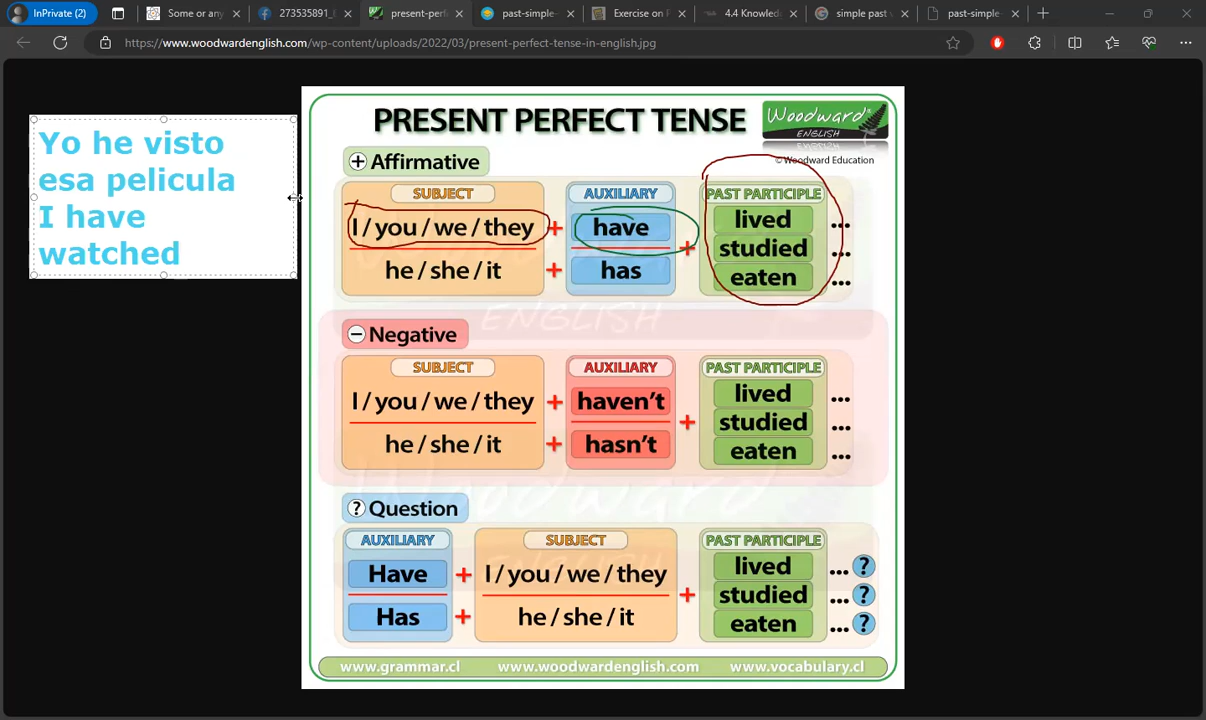 InPrivate (2)
Some or any
273535891_
present-perf
past-simple-
Exercise on P
4.4 Knowled
simple past v
past-simple-
https://www.woodwardenglish.com/wp-content/uploads/2022/03/present-perfect-tense-in-english.jpg
Yo he visto
esa pelicula
I have
watched
PRESENT PERFECT TENSE
Woodward
ENGLISH
©Woodward Education
+ Affirmative
SUBJECT AUXILIARY PAST PARTICIPLE
I / you / we / they + have + lived ...
he / she / it + has studied ...
eaten ...
ENGLISH
− Negative
SUBJECT AUXILIARY PAST PARTICIPLE
I / you / we / they + haven't + lived ...
he / she / it + hasn't studied ...
eaten ...
Woodward
? Question
AUXILIARY SUBJECT PAST PARTICIPLE
Have + I / you / we / they + lived ... ?
Has + he / she / it studied ... ?
eaten ... ?
www.grammar.cl www.woodwardenglish.com www.vocabulary.cl